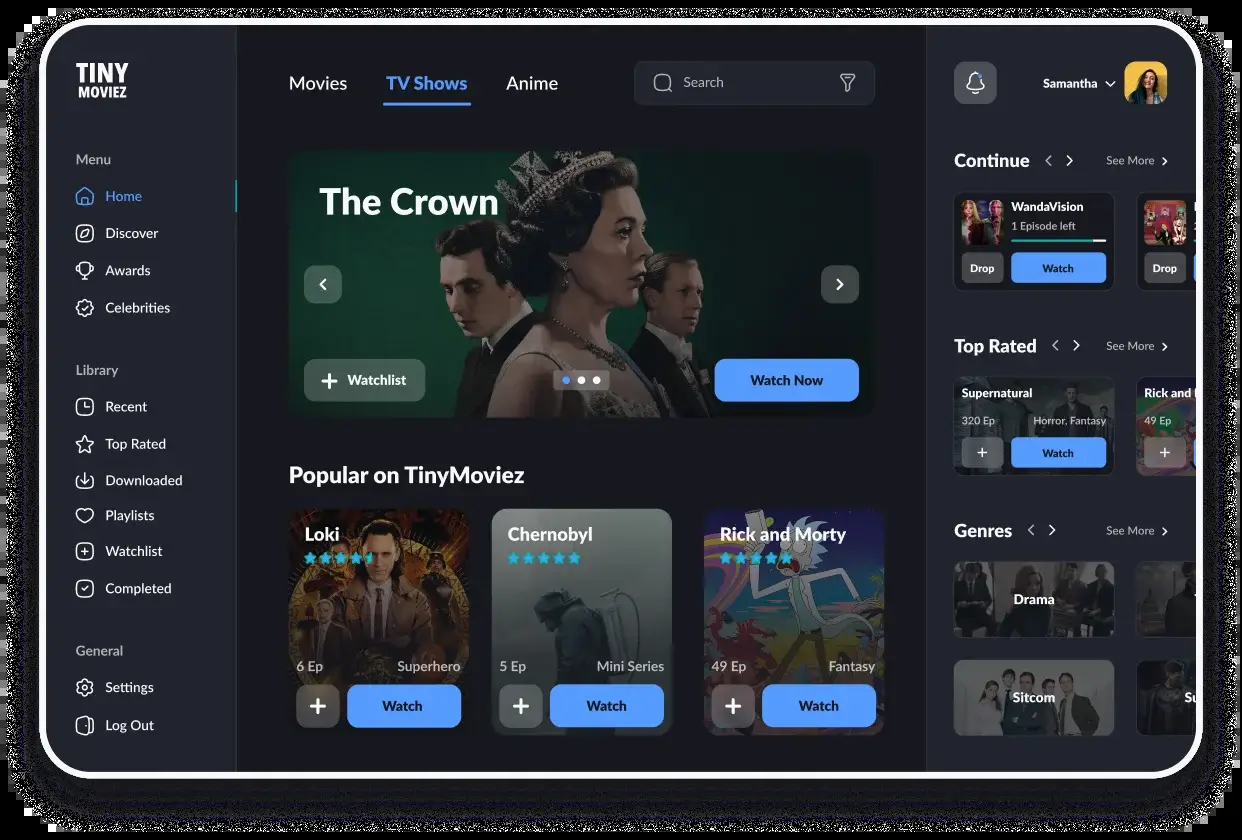 TINY
MOVIEZ
Menu
Home
Discover
Awards
Celebrities
Library
Recent
Top Rated
Downloaded
Playlists
Watchlist
Completed
General
Settings
Log Out
Movies
TV Shows
Anime
Search
The Crown
Watchlist
Watch Now
Popular on TinyMoviez
Loki
6 Ep
Superhero
Watch
Chernobyl
5 Ep
Mini Series
Watch
Rick and Morty
49 Ep
Fantasy
Watch
Samantha
Continue
See More
WandaVision
1 Episode left
Drop
Watch
Drop
Top Rated
See More
Supernatural
320 Ep
Horror, Fantasy
Watch
Rick and
49 Ep
Genres
See More
Drama
Sitcom